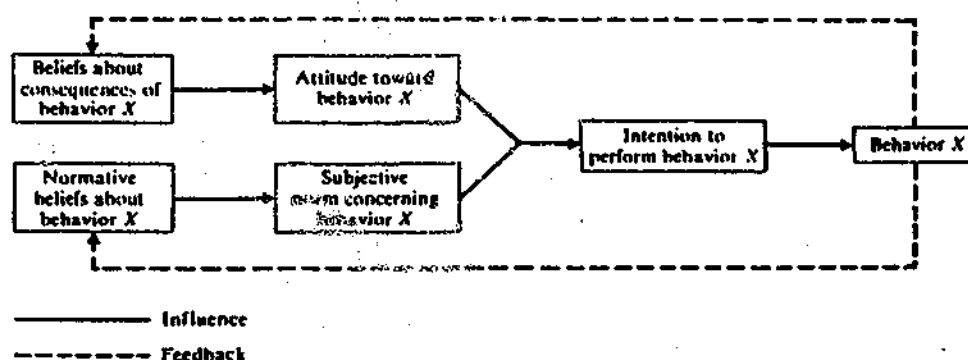 Beliefs about
consequences of
behavior X
Attitude toward
behavior X
Normative
beliefs about
behavior X
Subjective
norm concerning
behavior X
Intention to
perform behavior X
Behavior X
Influence
Feedback